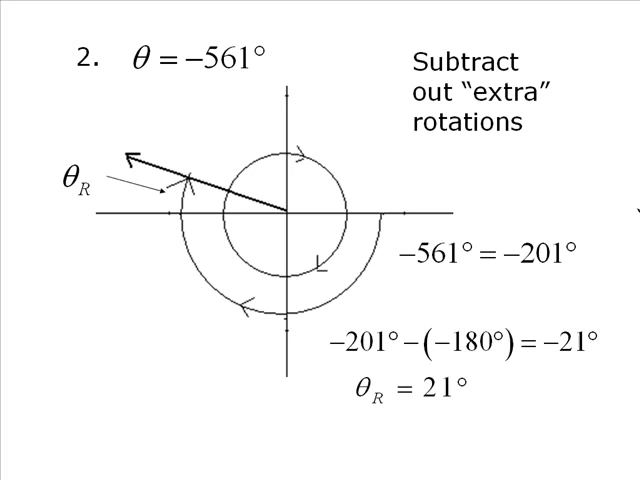 2. θ = −561°
Subtract
out “extra”
rotations
θ_R
−561° = −201°
−201° − (−180°) = −21°
θ_R = 21°